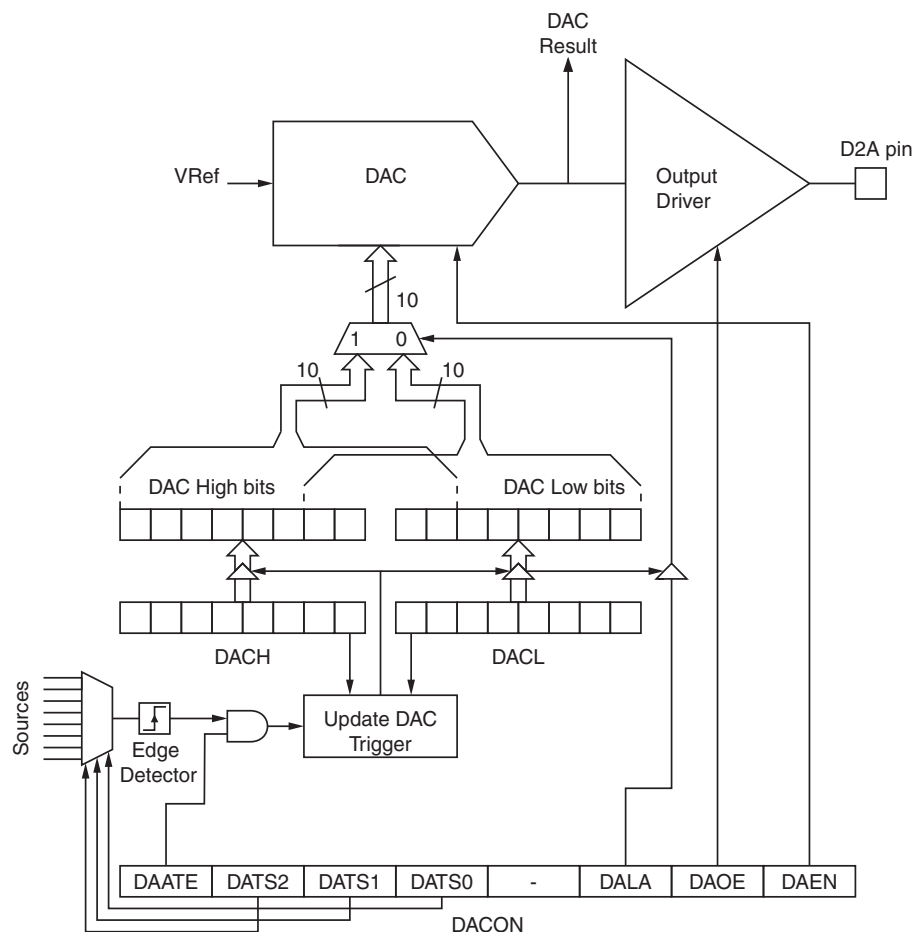 DAC
Result
D2A pin
VRef
DAC
Output
Driver
10
1 0
10
10
DAC High bits
DAC Low bits
DACH
DACL
Sources
Edge
Detector
Update DAC
Trigger
DAATE DATS2 DATS1 DATS0 - DALA DAOE DAEN
DACON